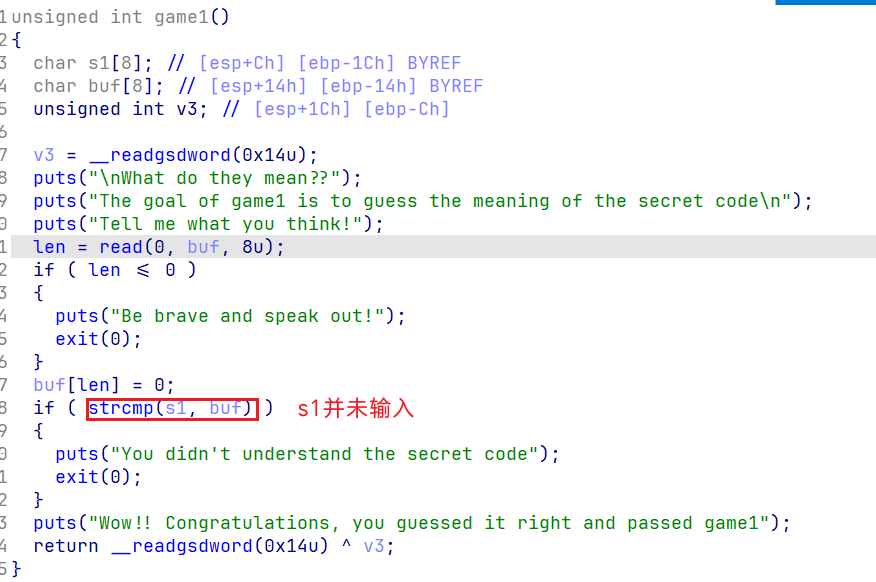 1unsigned int game1()
2{
3  char s1[8]; // [esp+Ch] [ebp-1Ch] BYREF
4  char buf[8]; // [esp+14h] [ebp-14h] BYREF
5  unsigned int v3; // [esp+1Ch] [ebp-Ch]
6
7  v3 = __readgsdword(0x14u);
8  puts("\nWhat do they mean??");
9  puts("The goal of game1 is to guess the meaning of the secret code\n");
0  puts("Tell me what you think!");
1  len = read(0, buf, 8u);
2  if ( len <= 0 )
3  {
4    puts("Be brave and speak out!");
5    exit(0);
6  }
7  buf[len] = 0;
8  if ( strcmp(s1, buf) ) s1并未输入
9  {
0    puts("You didn't understand the secret code");
1    exit(0);
2  }
3  puts("Wow!! Congratulations, you guessed it right and passed game1");
4  return __readgsdword(0x14u) ^ v3;
5}